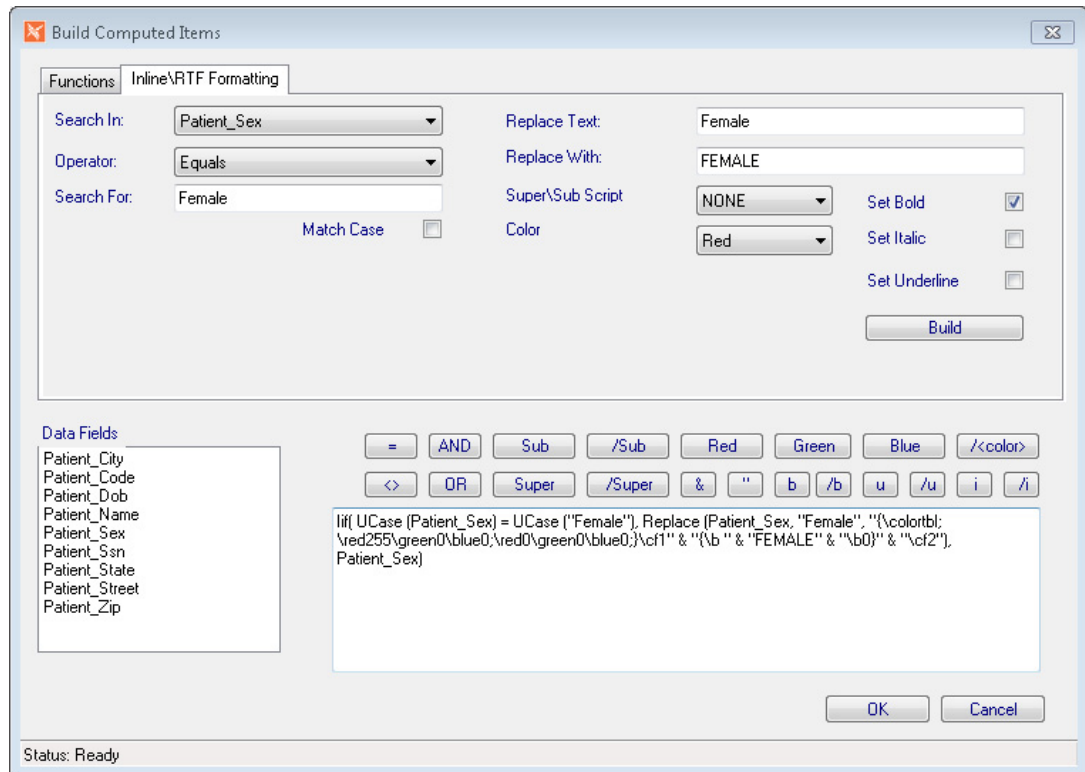 Build Computed Items
Functions
Inline\RTF Formatting
Search In:
Patient_Sex
Replace Text:
Female
Operator:
Equals
Replace With:
FEMALE
Search For:
Female
Super\Sub Script
NONE
Set Bold
Match Case
Color
Red
Set Italic
Set Underline
Build
Data Fields
Patient_City
Patient_Code
Patient_Dob
Patient_Name
Patient_Sex
Patient_Ssn
Patient_State
Patient_Street
Patient_Zip
= AND Sub /Sub Red Green Blue /<color>
<> OR Super /Super & " b /b u /u i /i
Iif( UCase (Patient_Sex) = UCase ("Female"), Replace (Patient_Sex, "Female", "{\colortbl;
\red255\green0\blue0;\red0\green0\blue0;}\cf1" & "{\b " & "FEMALE" & "\b0}" & "\cf2"),
Patient_Sex)
OK Cancel
Status: Ready